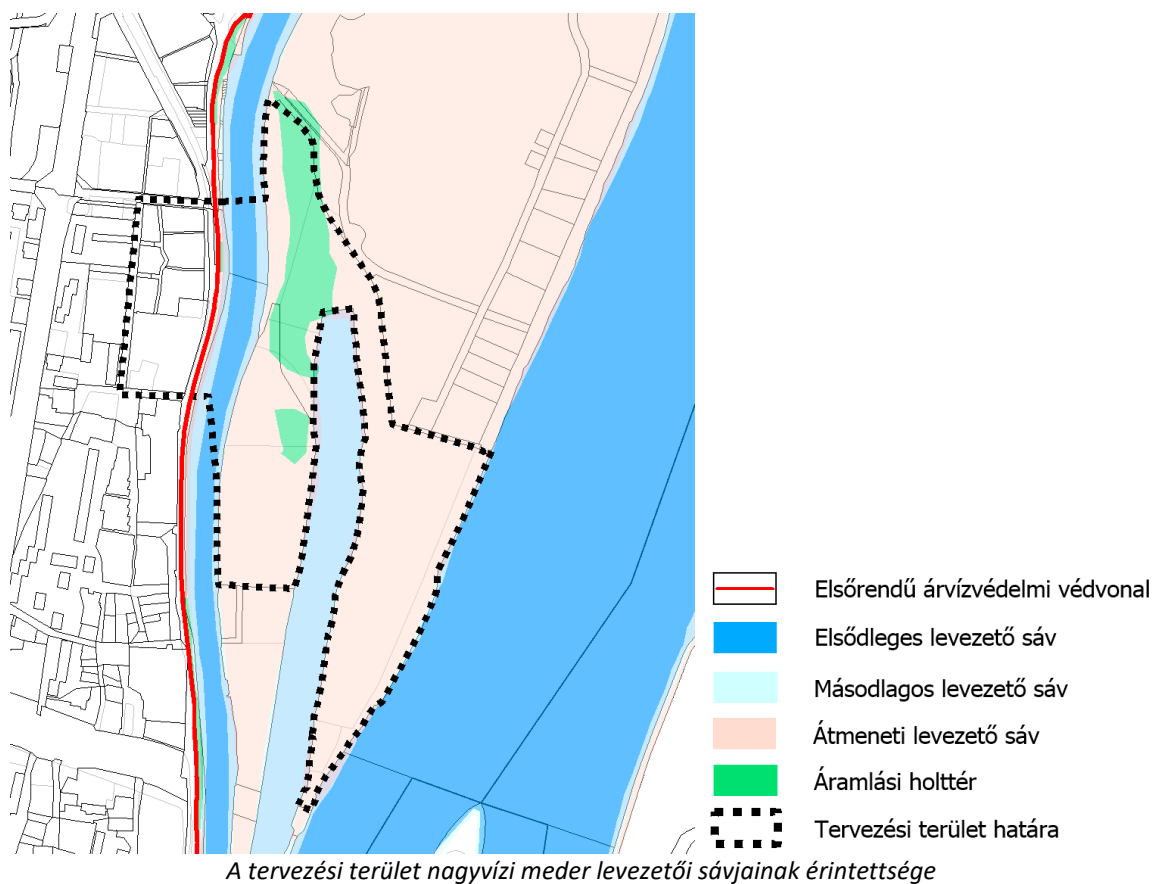 Elsőrendű árvízvédelmi védvonal
Elsődleges levezető sáv
Másodlagos levezető sáv
Átmeneti levezető sáv
Áramlási holttér
Tervezési terület határa
A tervezési terület nagyvízi meder levezetői sávjainak érintettsége